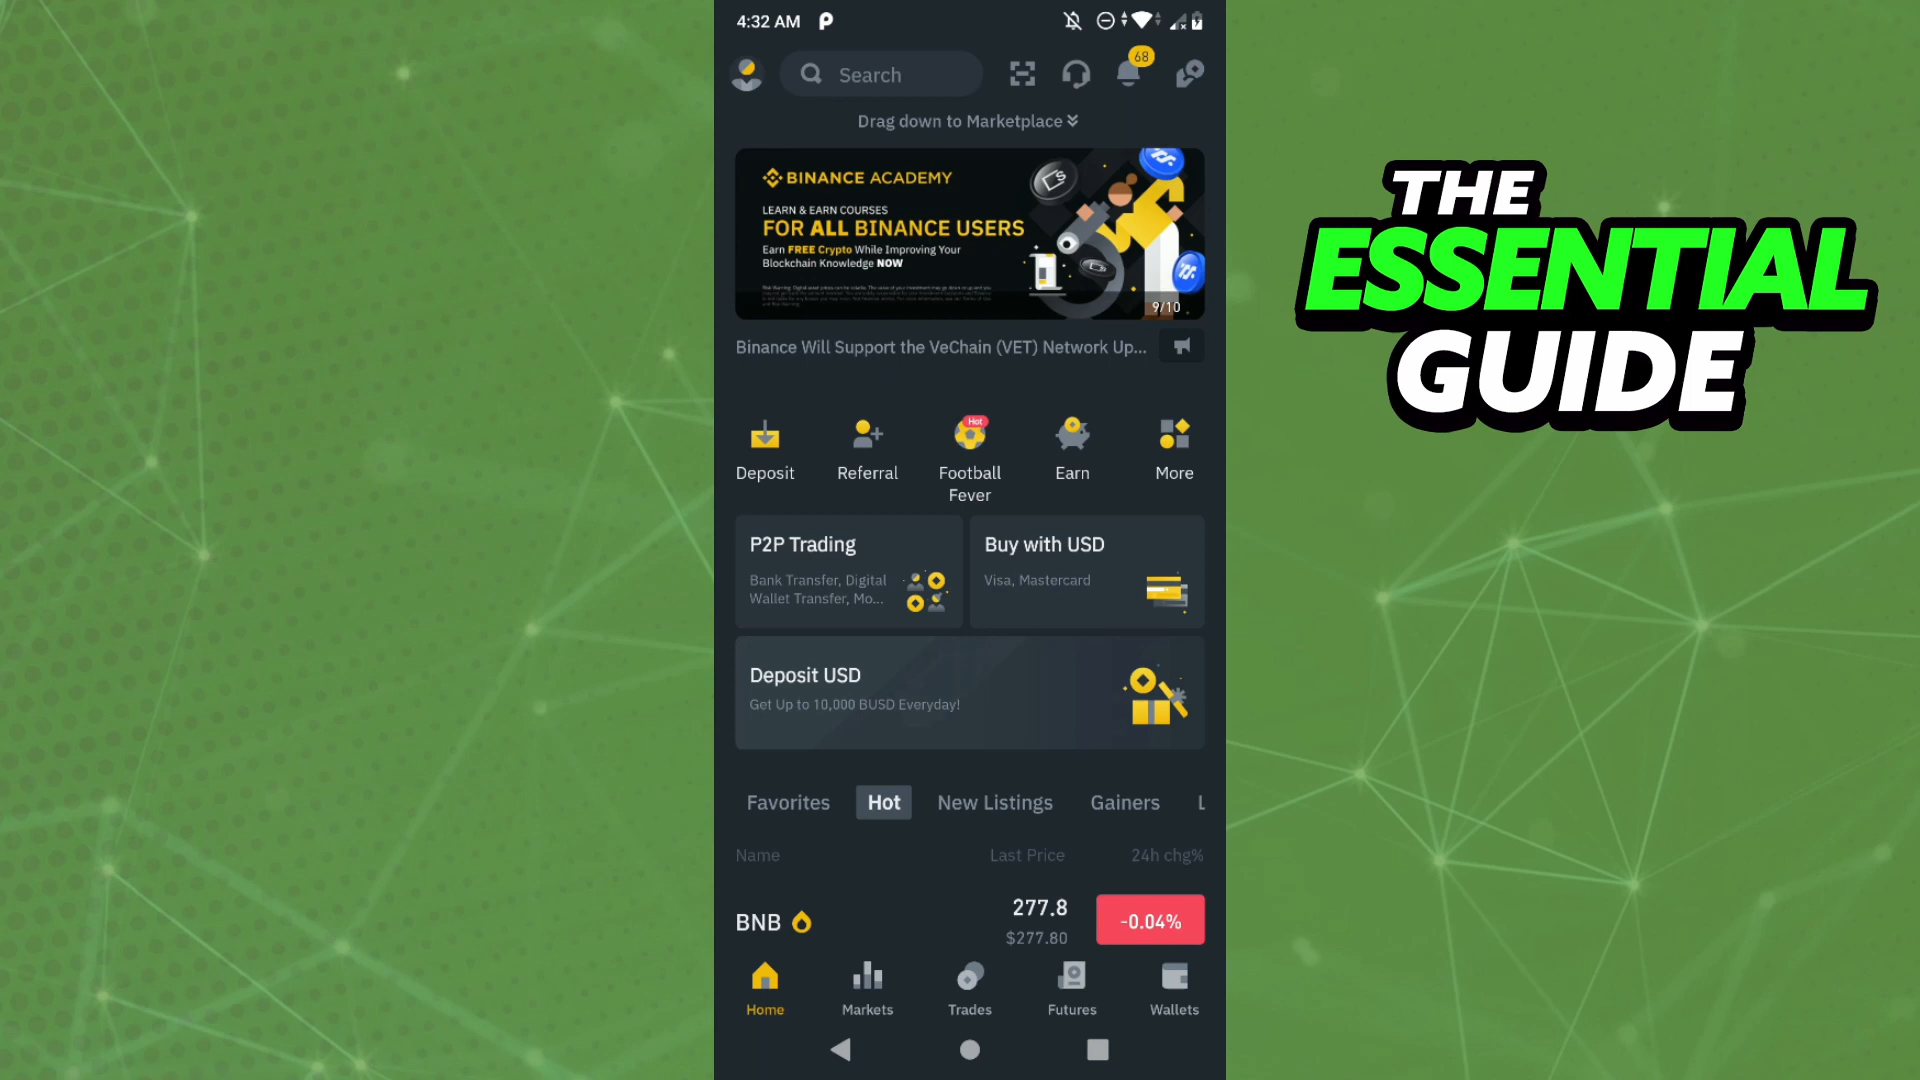 4:32 AM
Search
68
Drag down to Marketplace
BINANCE ACADEMY
LEARN & EARN COURSES
FOR ALL BINANCE USERS
Earn FREE Crypto While Improving Your
Blockchain Knowledge NOW
9/10
Binance Will Support the VeChain (VET) Network Up...
Hot
Deposit
Referral
Football
Fever
Earn
More
P2P Trading
Bank Transfer, Digital
Wallet Transfer, Mo...
Buy with USD
Visa, Mastercard
Deposit USD
Get Up to 10,000 BUSD Everyday!
Favorites Hot New Listings Gainers L
Name Last Price 24h chg%
BNB 277.8 -0.04%
$277.80
Home Markets Trades Futures Wallets
THE
ESSENTIAL
GUIDE